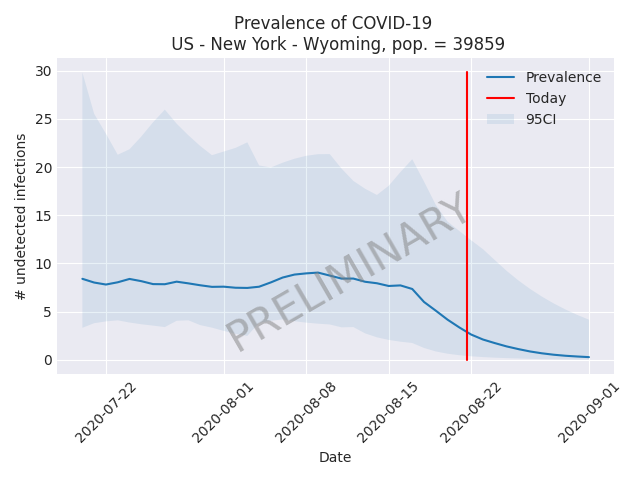 Prevalence of COVID-19
US - New York - Wyoming, pop. = 39859
30
25
20
15
10
5
0
# undetected infections
Prevalence
Today
95CI
PRELIMINARY
2020-07-22
2020-08-01
2020-08-08
2020-08-15
2020-08-22
2020-09-01
Date